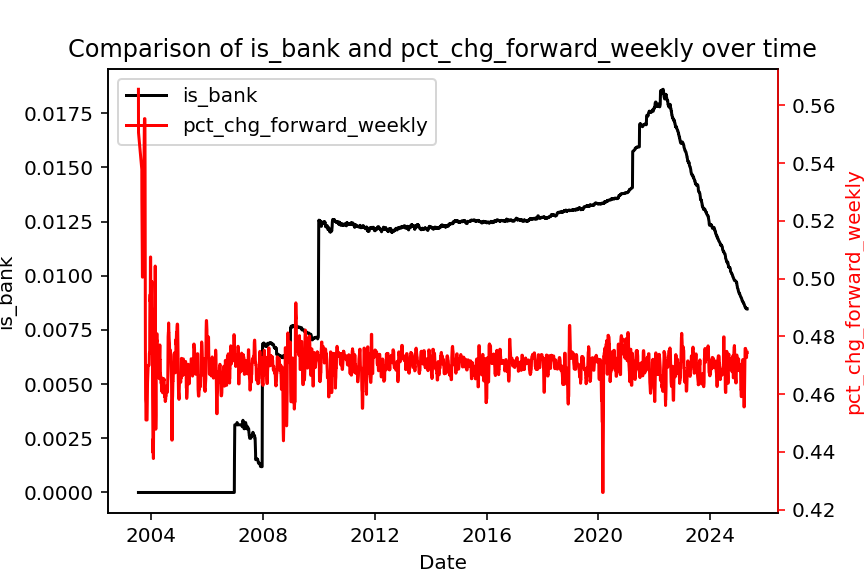 Comparison of is_bank and pct_chg_forward_weekly over time
is_bank
pct_chg_forward_weekly
0.0175
0.0150
0.0125
0.0100
0.0075
0.0050
0.0025
0.0000
is_bank
0.56
0.54
0.52
0.50
0.48
0.46
0.44
0.42
pct_chg_forward_weekly
2004 2008 2012 2016 2020 2024
Date